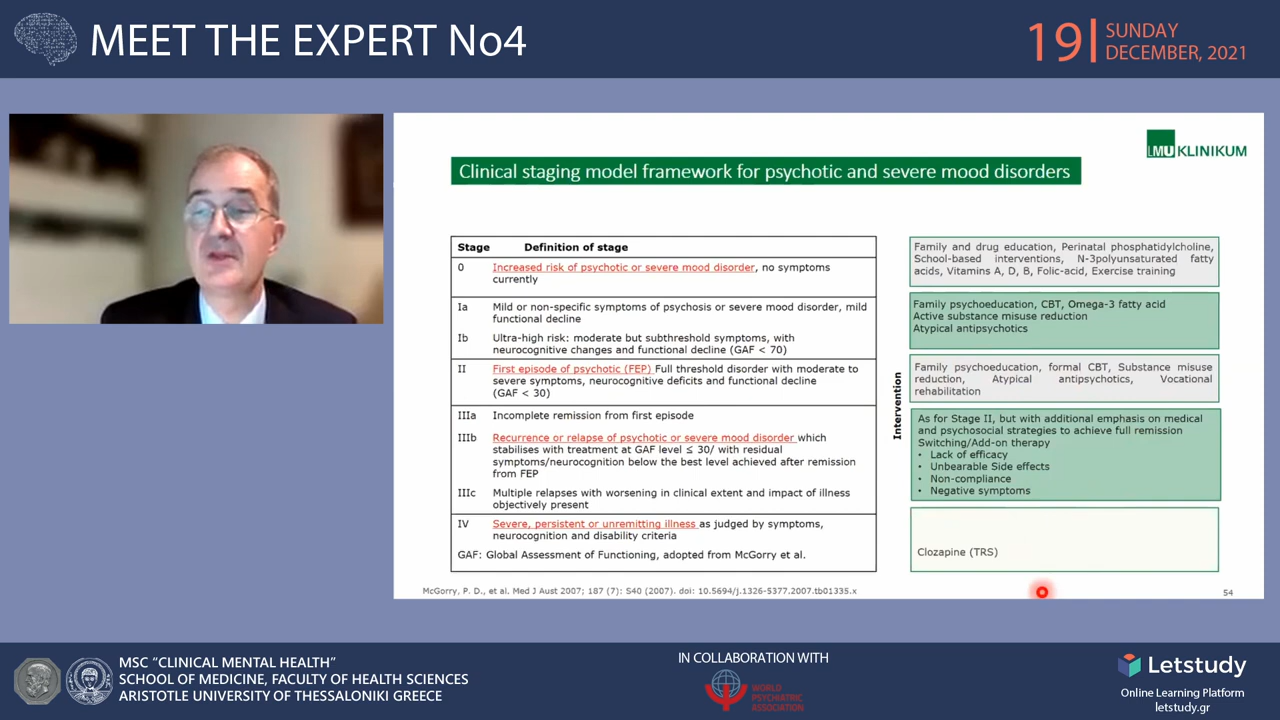 MEET THE EXPERT No4
19
SUNDAY
DECEMBER, 2021
LMU KLINIKUM
Clinical staging model framework for psychotic and severe mood disorders
Stage Definition of stage
0 Increased risk of psychotic or severe mood disorder, no symptoms
currently
Ia Mild or non-specific symptoms of psychosis or severe mood disorder, mild
functional decline
Ib Ultra-high risk: moderate but subthreshold symptoms, with
neurocognitive changes and functional decline (GAF < 70)
II First episode of psychotic (FEP) Full threshold disorder with moderate to
severe symptoms, neurocognitive deficits and functional decline
(GAF < 30)
IIIa Incomplete remission from first episode
IIIb Recurrence or relapse of psychotic or severe mood disorder which
stabilises with treatment at GAF level ≤ 30/ with residual
symptoms/neurocognition below the best level achieved after remission
from FEP
IIIc Multiple relapses with worsening in clinical extent and impact of illness
objectively present
IV Severe, persistent or unremitting illness as judged by symptoms,
neurocognition and disability criteria
GAF: Global Assessment of Functioning, adopted from McGorry et al.
Intervention
Family and drug education, Perinatal phosphatidylcholine,
School-based interventions, N-3polyunsaturated fatty
acids, Vitamins A, D, B, Folic-acid, Exercise training
Family psychoeducation, CBT, Omega-3 fatty acid
Active substance misuse reduction
Atypical antipsychotics
Family psychoeducation, formal CBT, Substance misuse
reduction, Atypical antipsychotics, Vocational
rehabilitation
As for Stage II, but with additional emphasis on medical
and psychosocial strategies to achieve full remission
Switching/Add-on therapy
• Lack of efficacy
• Unbearable Side effects
• Non-compliance
• Negative symptoms
Clozapine (TRS)
McGorry, P. D., et al. Med J Aust 2007; 187 (7): S40 (2007). doi: 10.5694/j.1326-5377.2007.tb01335.x
54
MSC “CLINICAL MENTAL HEALTH”
SCHOOL OF MEDICINE, FACULTY OF HEALTH SCIENCES
ARISTOTLE UNIVERSITY OF THESSALONIKI GREECE
IN COLLABORATION WITH
WORLD
PSYCHIATRIC
ASSOCIATION
Letstudy
Online Learning Platform
letstudy.gr